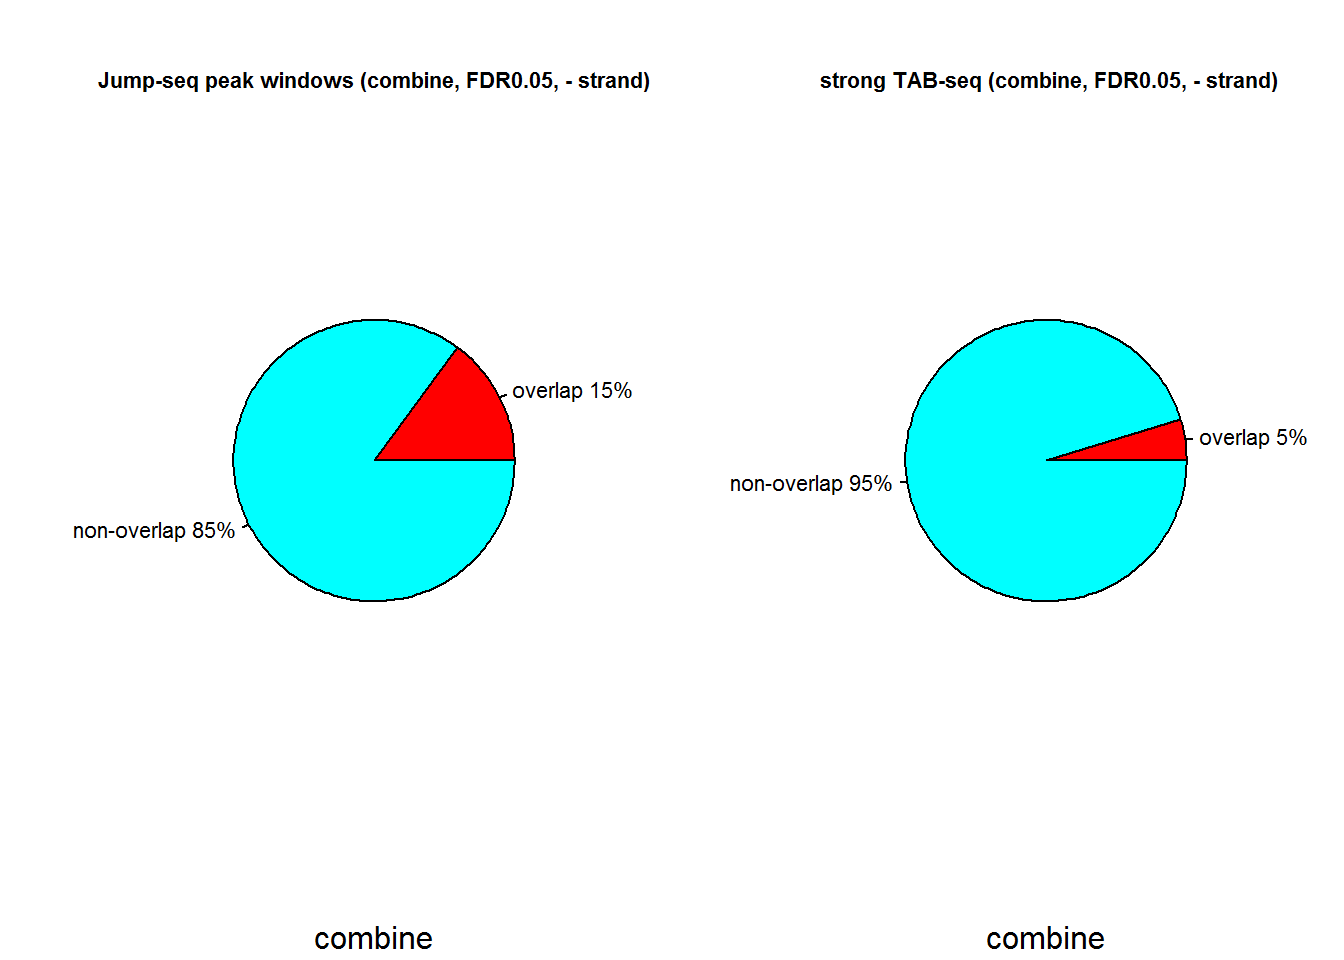 Jump-seq peak windows (combine, FDR0.05, - strand)
overlap 15%
non-overlap 85%
combine
strong TAB-seq (combine, FDR0.05, - strand)
overlap 5%
non-overlap 95%
combine